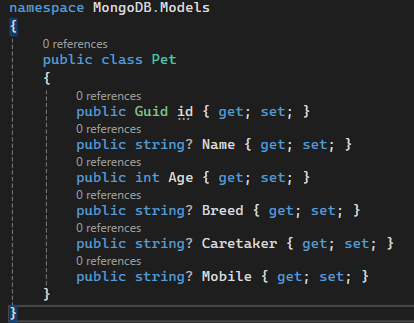 namespace MongoDB.Models
{
0 references
public class Pet
{
0 references
public Guid id { get; set; }
0 references
public string? Name { get; set; }
0 references
public int Age { get; set; }
0 references
public string? Breed { get; set; }
0 references
public string? Caretaker { get; set; }
0 references
public string? Mobile { get; set; }
}
}